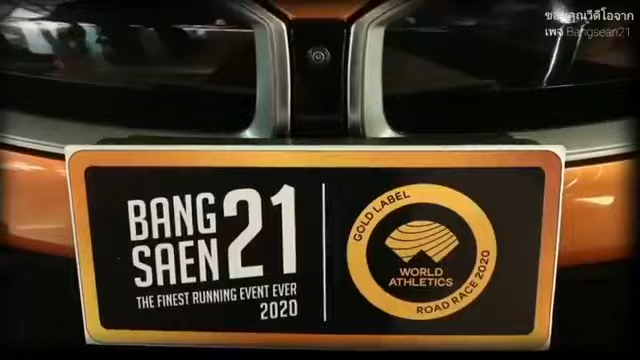 ขอบคุณวีดีโอจาก
เพจ Bangsean21
BANG
SAEN 21
THE FINEST RUNNING EVENT EVER
2020
GOLD LABEL
WORLD
ATHLETICS
ROAD RACE 2020